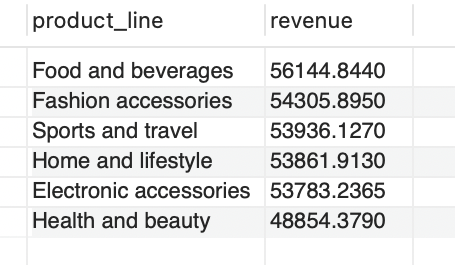 product_line revenue
Food and beverages 56144.8440
Fashion accessories 54305.8950
Sports and travel 53936.1270
Home and lifestyle 53861.9130
Electronic accessories 53783.2365
Health and beauty 48854.3790